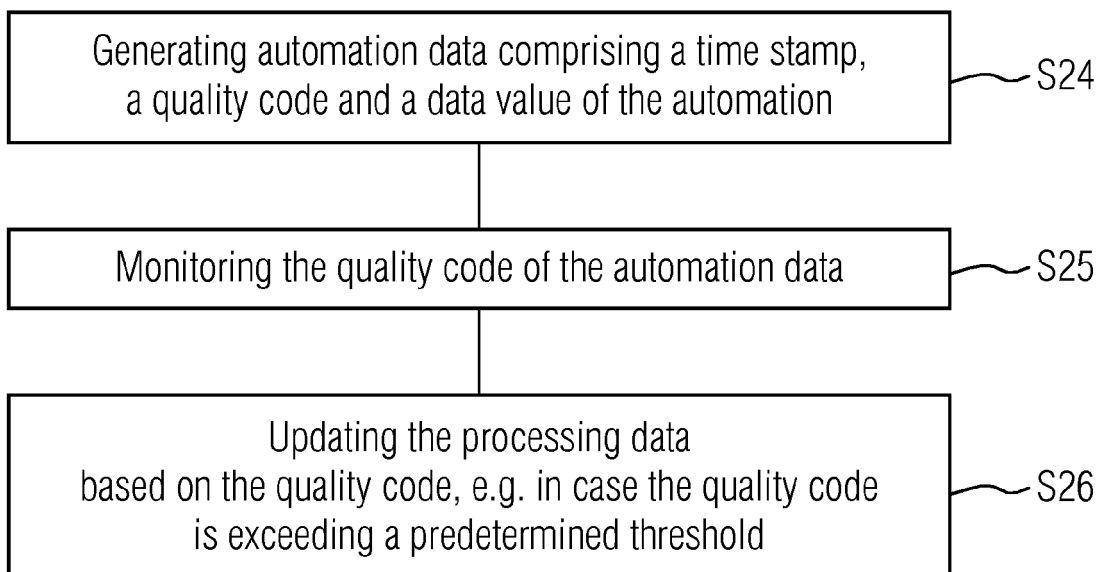 Generating automation data comprising a time stamp,
a quality code and a data value of the automation
S24
Monitoring the quality code of the automation data
S25
Updating the processing data
based on the quality code, e.g. in case the quality code
is exceeding a predetermined threshold
S26